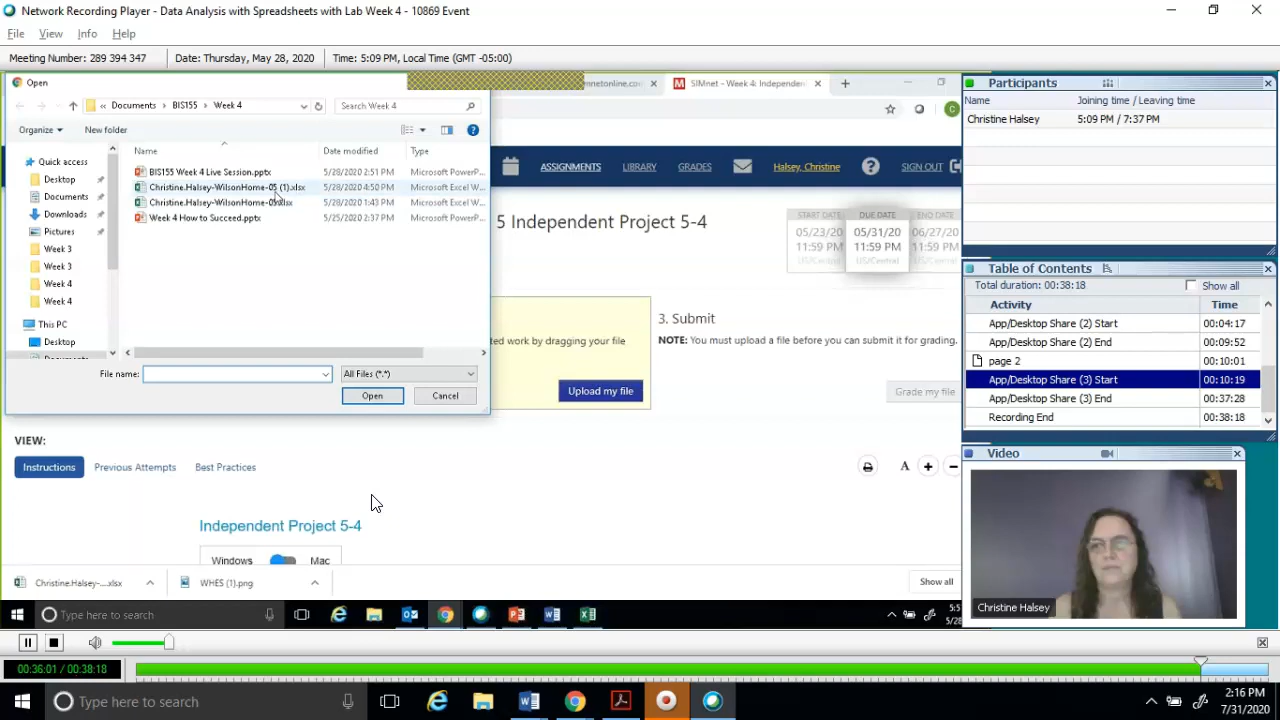 Network Recording Player - Data Analysis with Spreadsheets with Lab Week 4 - 10869 Event
File View Info Help
Meeting Number: 289 394 347 Date: Thursday, May 28, 2020 Time: 5:09 PM, Local Time (GMT -05:00)
Open
« Documents > BIS155 > Week 4
Search Week 4
Organize New folder
Name Date modified Type
BIS155 Week 4 Live Session.pptx 5/28/2020 2:51 PM Microsoft PowerP...
Christine.Halsey-WilsonHome-05 (1).xlsx 5/28/2020 4:50 PM Microsoft Excel W...
Christine.Halsey-WilsonHome-05.xlsx 5/28/2020 1:43 PM Microsoft Excel W...
Week 4 How to Succeed.pptx 5/25/2020 2:37 PM Microsoft PowerP...
Quick access
Desktop
Documents
Downloads
Pictures
Week 3
Week 3
Week 4
Week 4
This PC
Desktop
File name:
All Files (*.*)
Open Cancel
mnetonline.co
SIMnet - Week 4: Independen
C
ASSIGNMENTS LIBRARY GRADES Halsey, Christine SIGN OUT
5 Independent Project 5-4
START DATE DUE DATE END DATE
05/23/20 05/31/20 06/27/20
11:59 PM 11:59 PM 11:59 PM
US/Central US/Central
3. Submit
ted work by dragging your file
NOTE: You must upload a file before you can submit it for grading.
Upload my file
Grade my file
VIEW:
Instructions Previous Attempts Best Practices
A
Independent Project 5-4
Windows Mac
Christine.Halsey-....xlsx
WHES (1).png
Show all
Type here to search
5/28
Participants
Name Joining time / Leaving time
Christine Halsey 5:09 PM / 7:37 PM
Table of Contents
Total duration: 00:38:18 Show all
Activity Time
App/Desktop Share (2) Start 00:04:17
App/Desktop Share (2) End 00:09:52
page 2 00:10:01
App/Desktop Share (3) Start 00:10:19
App/Desktop Share (3) End 00:37:28
Recording End 00:38:18
Video
Christine Halsey
00:36:01 / 00:38:18
Type here to search
2:16 PM
7/31/2020